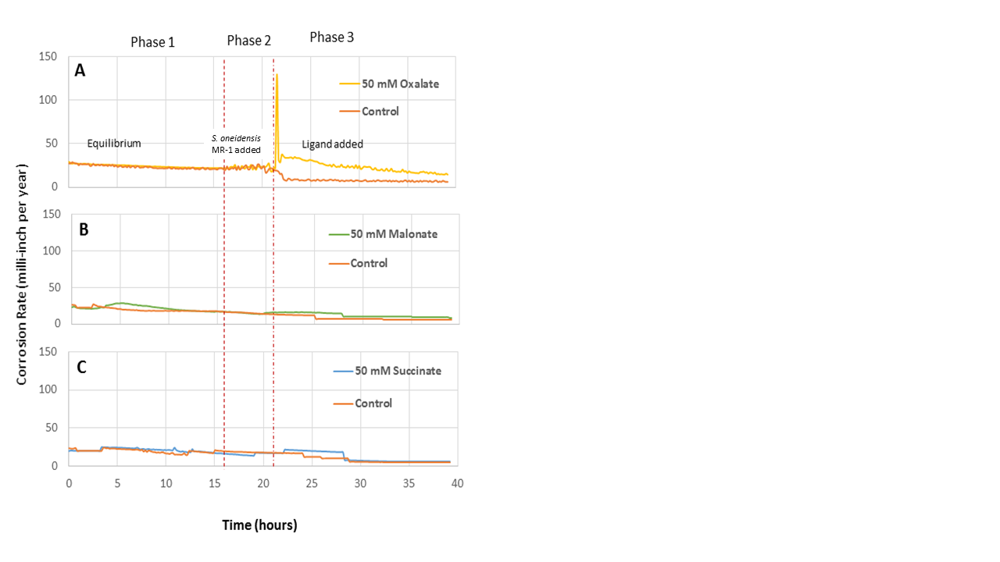 Phase 1
Phase 2
Phase 3
Corrosion Rate (milli-inch per year)
150
100
50
0
A
50 mM Oxalate
Control
Equilibrium
S. oneidensis
MR-1 added
Ligand added
150
100
50
0
B
50 mM Malonate
Control
150
100
50
0
C
50 mM Succinate
Control
0 5 10 15 20 25 30 35 40
Time (hours)